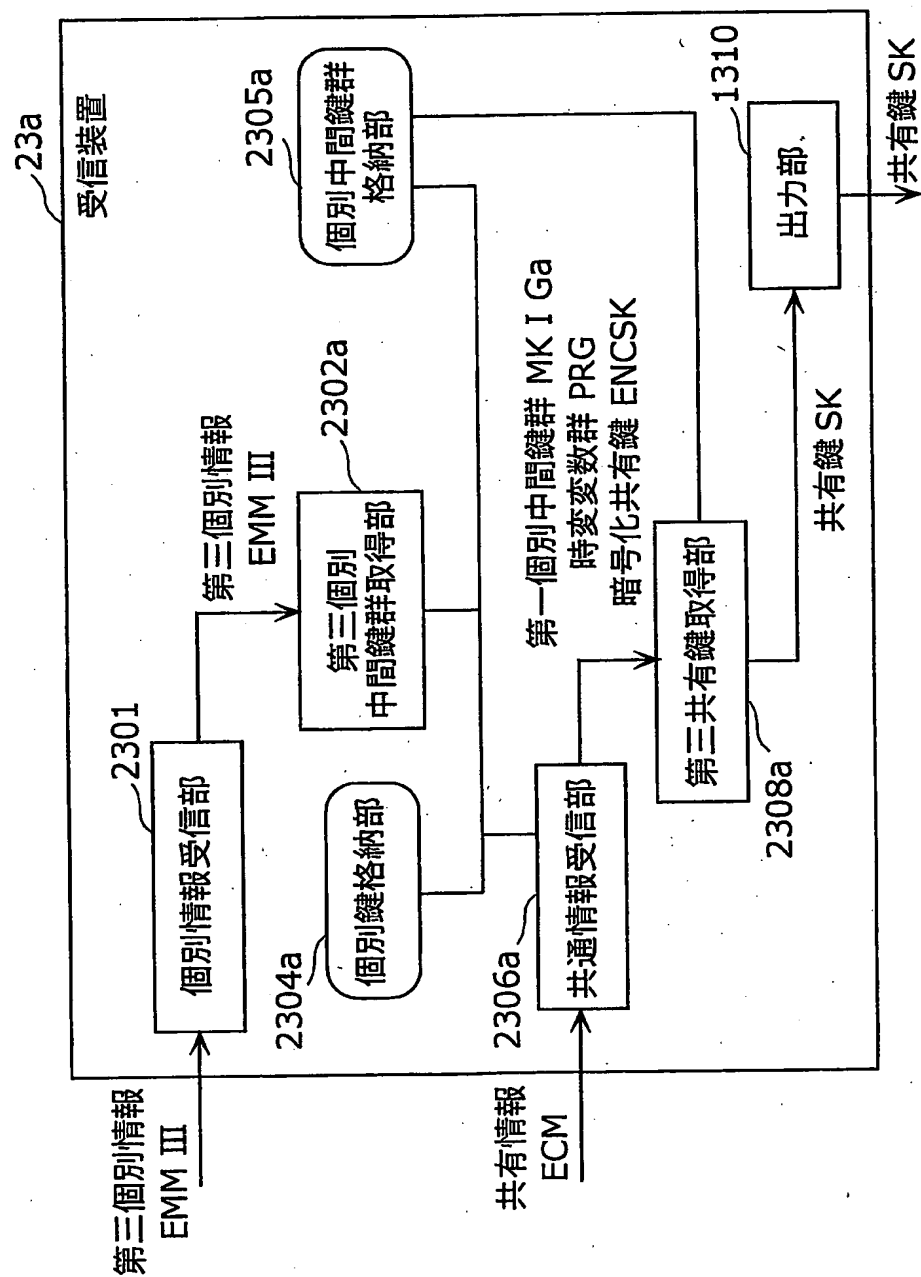 23a
受信装置
第三個別情報
EMM III
2301
個別情報受信部
第三個別情報
EMM III
2302a
第三個別
中間鍵群取得部
2305a
個別中間鍵群
格納部
2304a
個別鍵格納部
共有情報
ECM
2306a
共通情報受信部
第一個別中間鍵群 MK I Ga
時変変数群 PRG
暗号化共有鍵 ENCSK
2308a
第三共有鍵取得部
共有鍵 SK
1310
出力部
共有鍵 SK